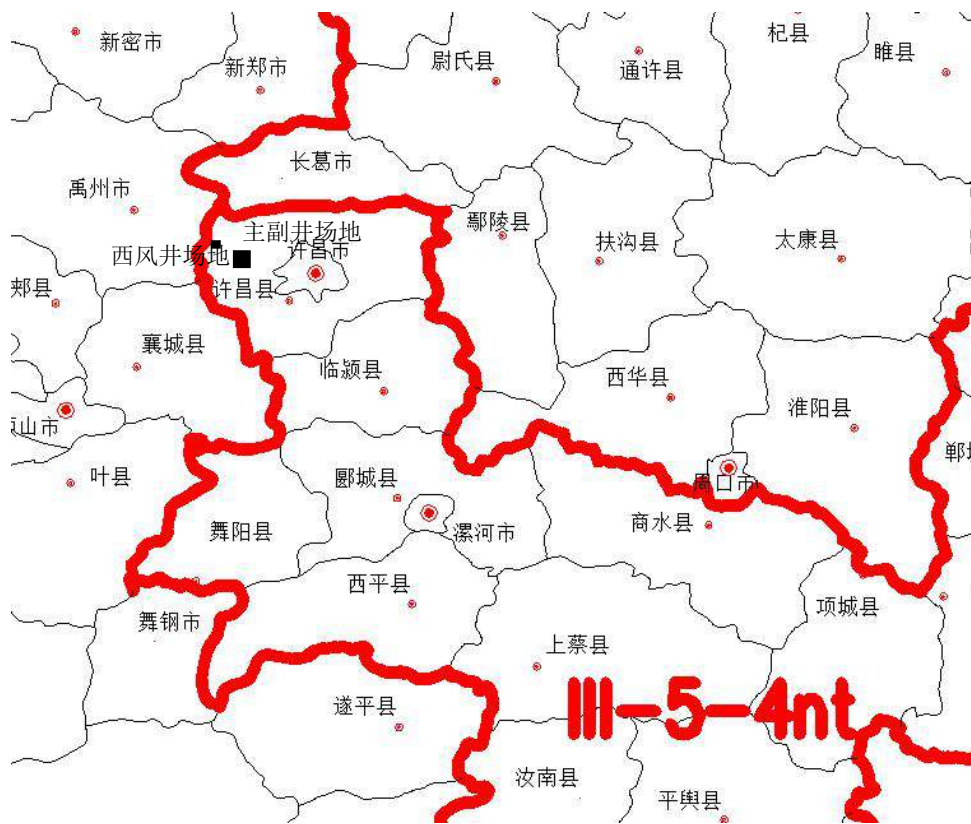 新密市
新郑市
尉氏县
通许县
杞县
睢县
长葛市
禹州市
鄢陵县
扶沟县
太康县
主副井场地
许昌市
西风井场地
许昌县
郏县
襄城县
临颍县
西华县
淮阳县
山市
叶县
郾城县
周口市
舞阳县
漯河市
商水县
西平县
项城县
舞钢市
上蔡县
遂平县
III-5-4nt
汝南县
平舆县